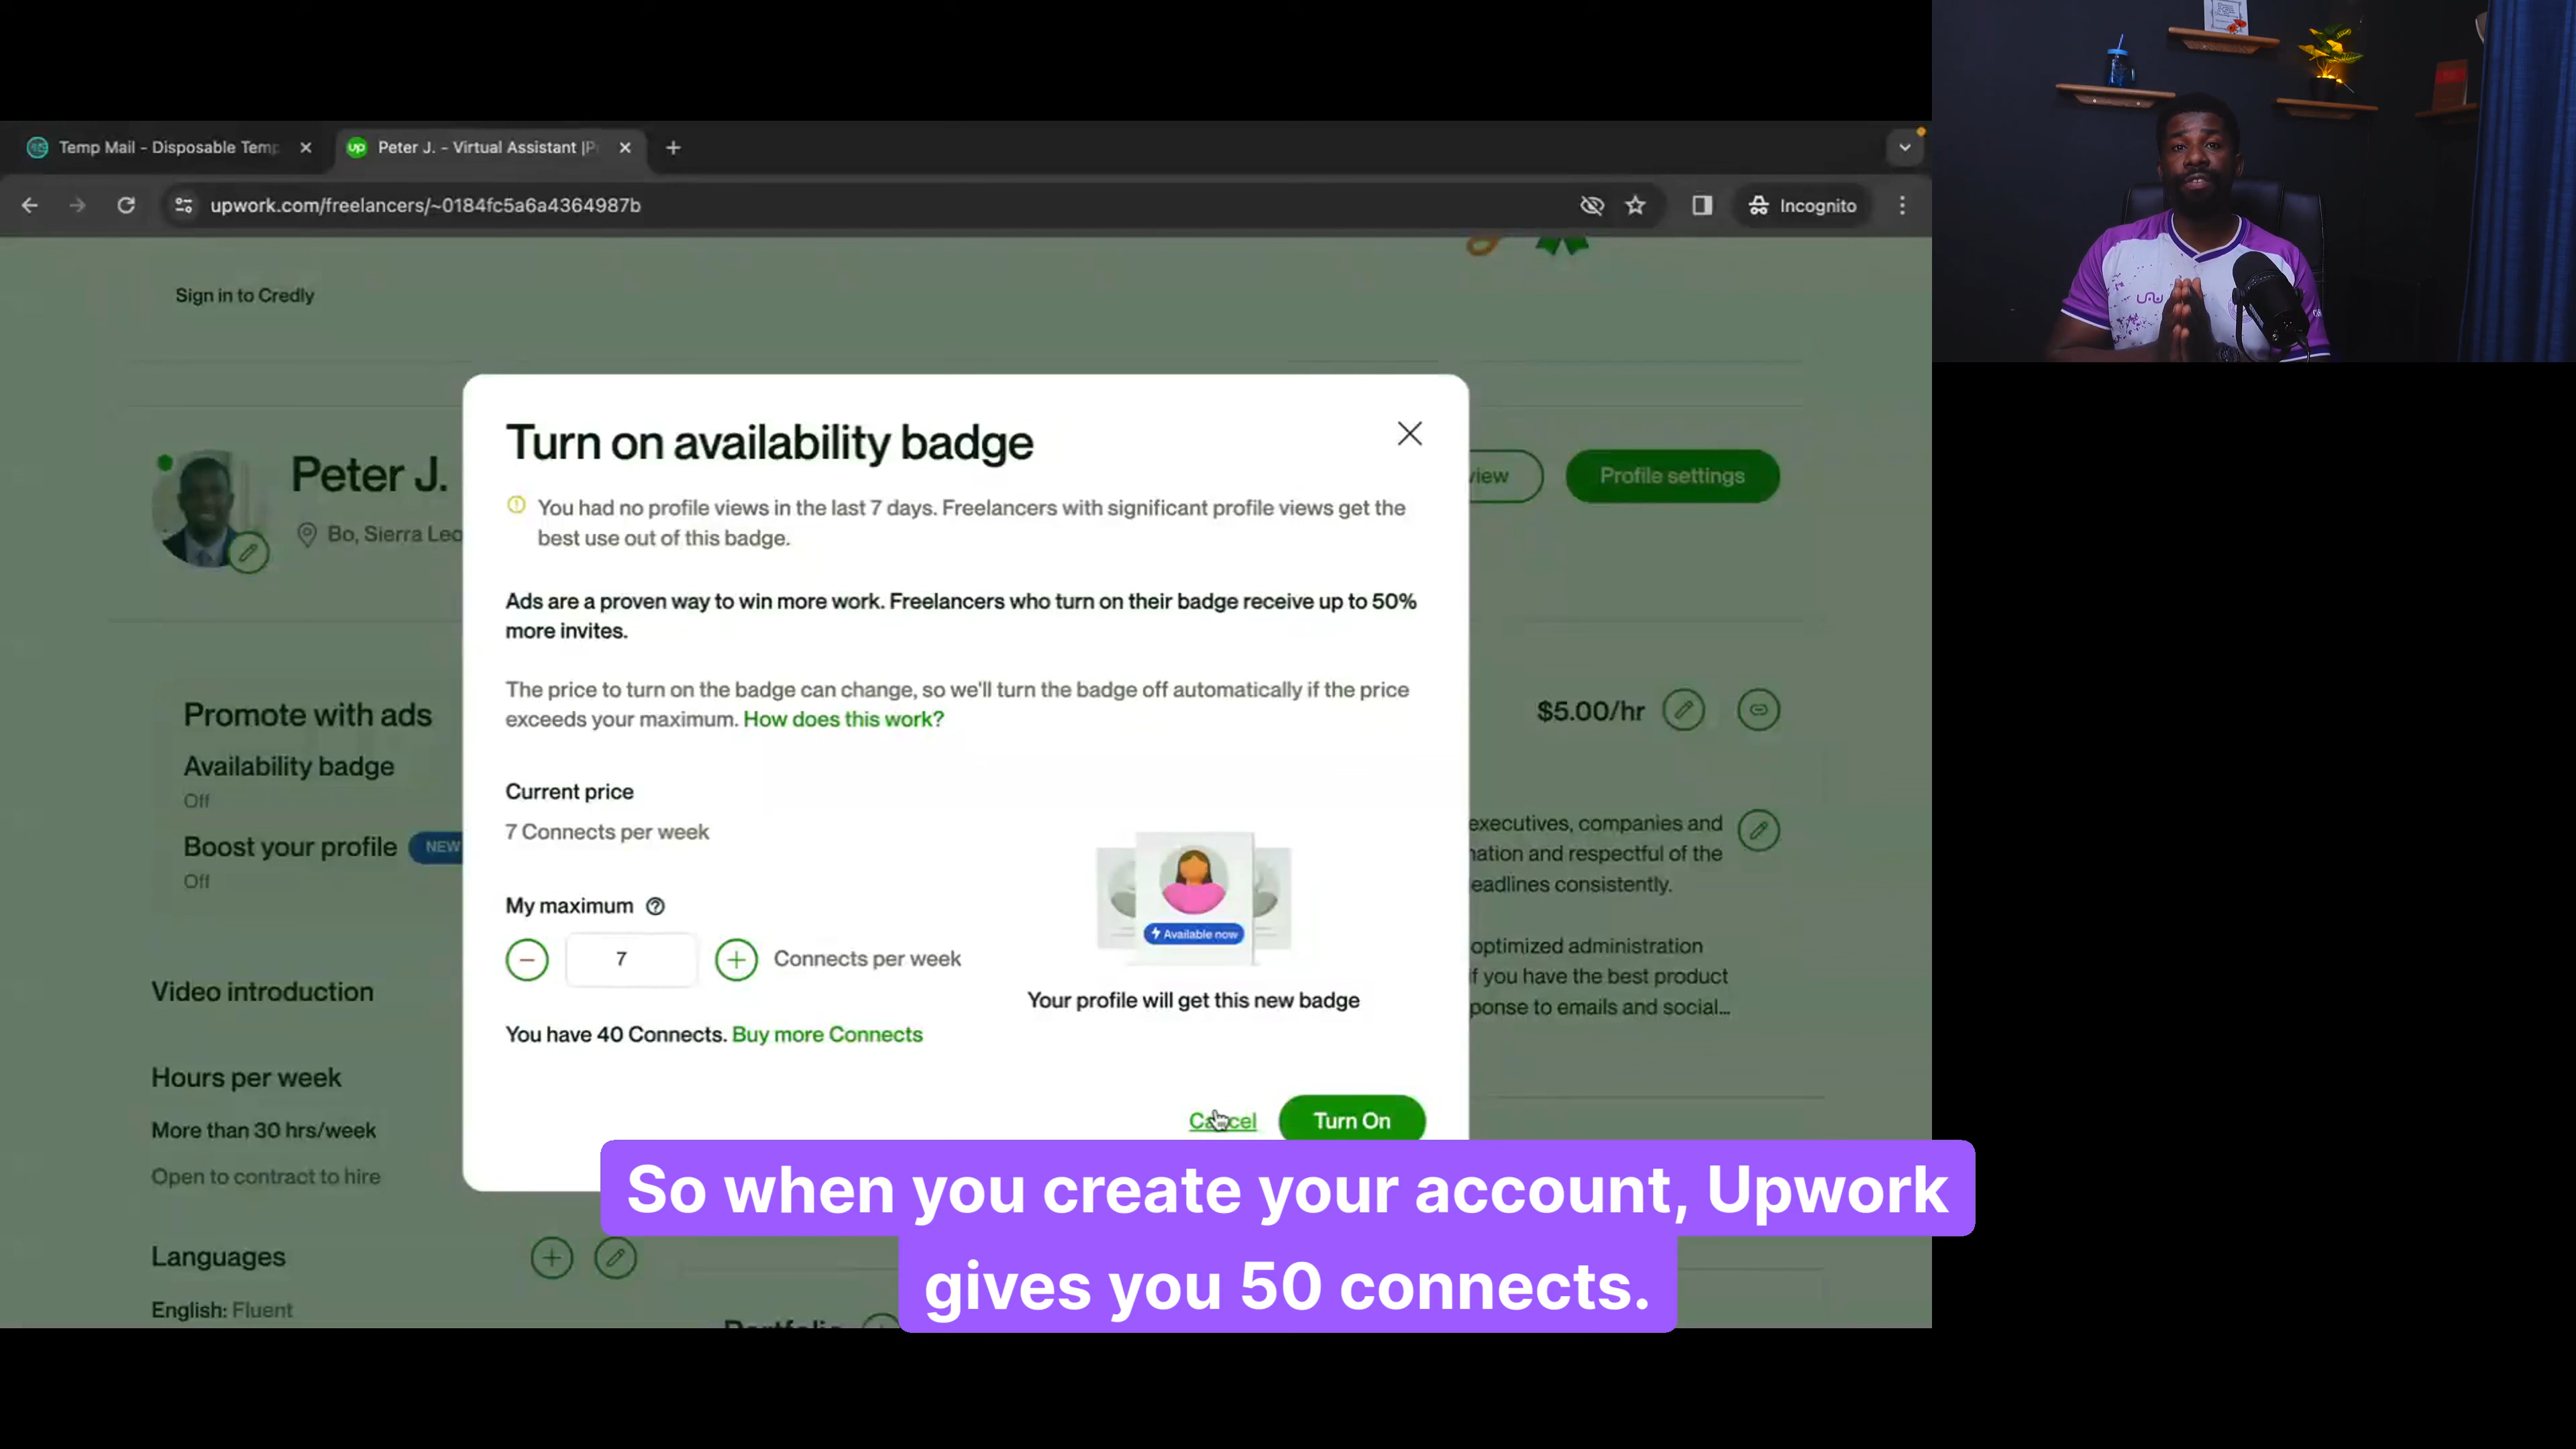 Temp Mail - Disposable Temp
Peter J. - Virtual Assistant |P
upwork.com/freelancers/~0184fc5a6a4364987b
Incognito
Sign in to Credly
Peter J.
Bo, Sierra Leo
view
Profile settings
Turn on availability badge
You had no profile views in the last 7 days. Freelancers with significant profile views get the
best use out of this badge.
Ads are a proven way to win more work. Freelancers who turn on their badge receive up to 50%
more invites.
The price to turn on the badge can change, so we'll turn the badge off automatically if the price
exceeds your maximum. How does this work?
Current price
7 Connects per week
My maximum
7
Connects per week
You have 40 Connects. Buy more Connects
Available now
Your profile will get this new badge
Cancel
Turn On
Promote with ads
Availability badge
Off
Boost your profile NEW
Off
Video introduction
Hours per week
More than 30 hrs/week
Open to contract to hire
Languages
English: Fluent
$5.00/hr
executives, companies and
nation and respectful of the
eadlines consistently.
optimized administration
f you have the best product
ponse to emails and social...
So when you create your account, Upwork
gives you 50 connects.